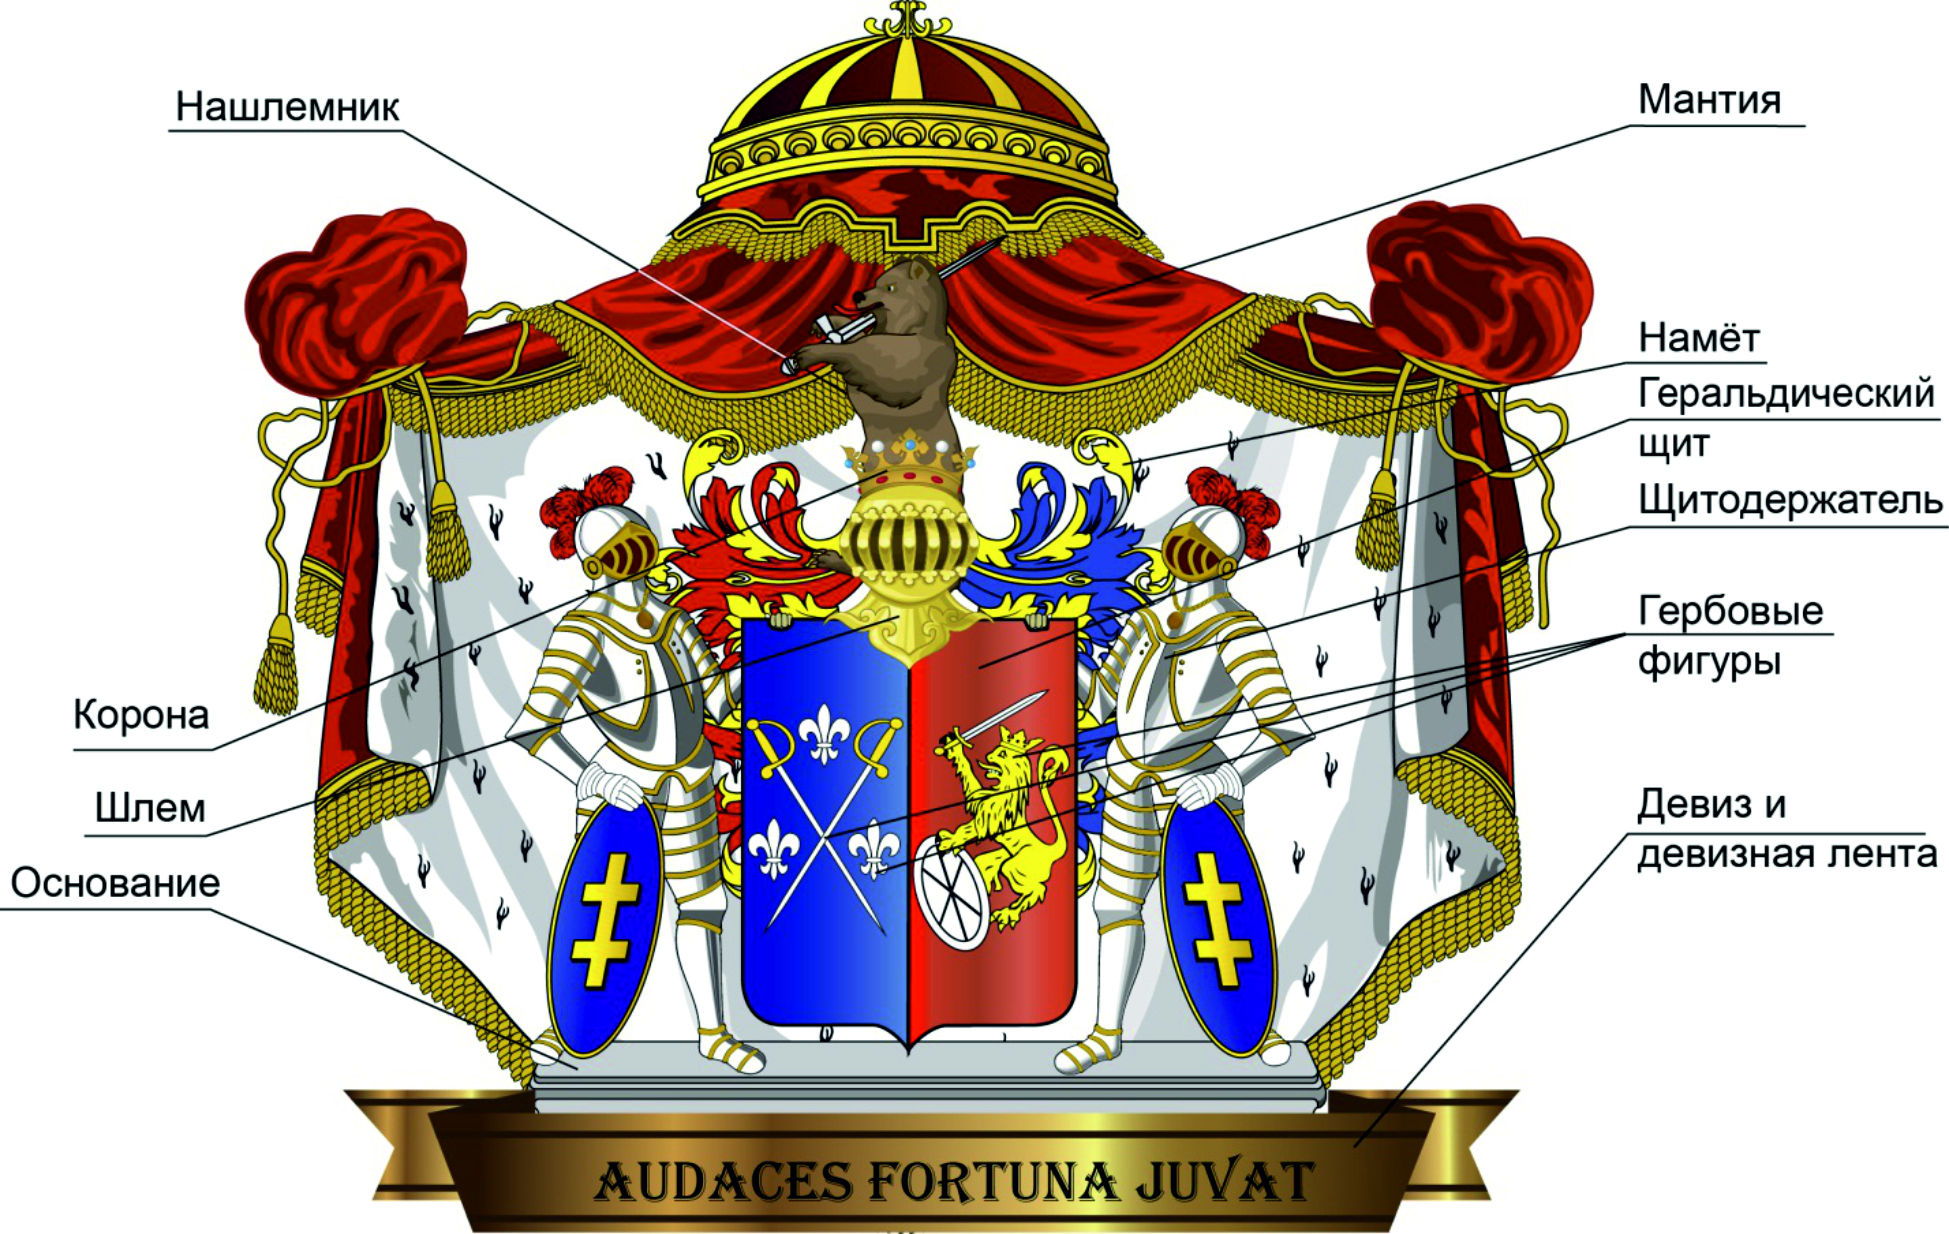 Нашлемник
Мантия
Намёт
Геральдический
щит
Щитодержатель
Гербовые
фигуры
Корона
Шлем
Основание
Девиз и
девизная лента
AUDACES FORTUNA JUVAT